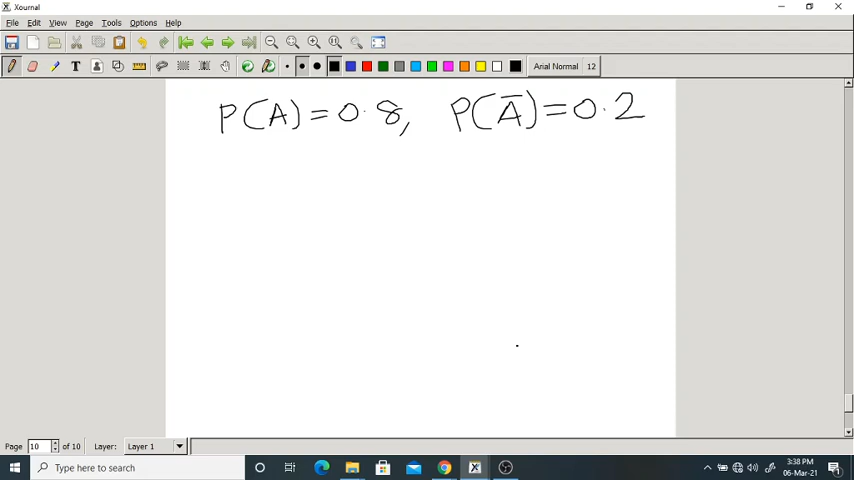 Xournal
File Edit View Page Tools Options Help
Arial Normal 12
P(A) = 0.8, P(A̅) = 0.2
Page 10 of 10 Layer: Layer 1
Type here to search
3:38 PM
06-Mar-21